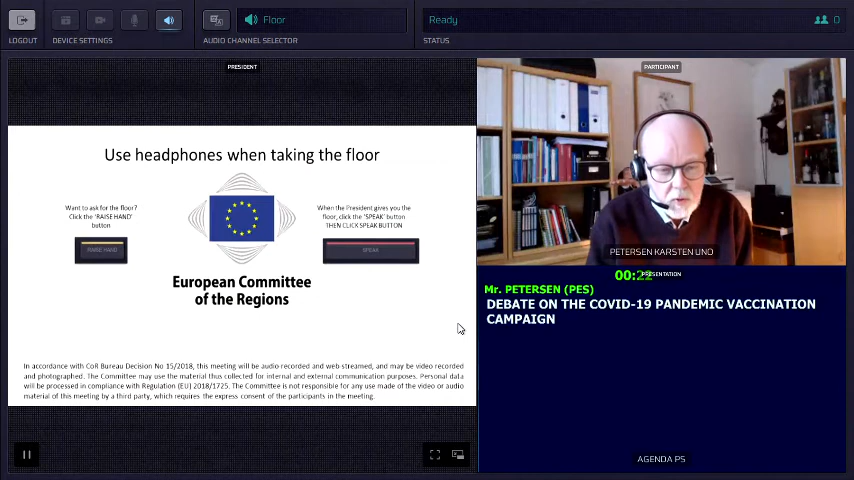 LOGOUT
DEVICE SETTINGS
Floor
AUDIO CHANNEL SELECTOR
Ready
0
STATUS
PRESIDENT
Use headphones when taking the floor
Want to ask for the floor?
Click the 'RAISE HAND'
button
RAISE HAND
When the President gives you the
floor, click the 'SPEAK' button
THEN CLICK SPEAK BUTTON
SPEAK
European Committee
of the Regions
In accordance with CoR Bureau Decision No 15/2018, this meeting will be audio-recorded and web streamed, and may be video recorded
and photographed. The Committee may use the material thus collected for internal and external communication purposes. Personal data
will be processed in compliance with Regulation (EU) 2018/1725. The Committee is not responsible for any use made of the video or audio
material of this meeting by a third party, which requires the express consent of the participants in the meeting.
PARTICIPANT
PETERSEN KARSTEN UNO
00:22
PRESENTATION
Mr. PETERSEN (PES)
DEBATE ON THE COVID-19 PANDEMIC VACCINATION
CAMPAIGN
AGENDA PS